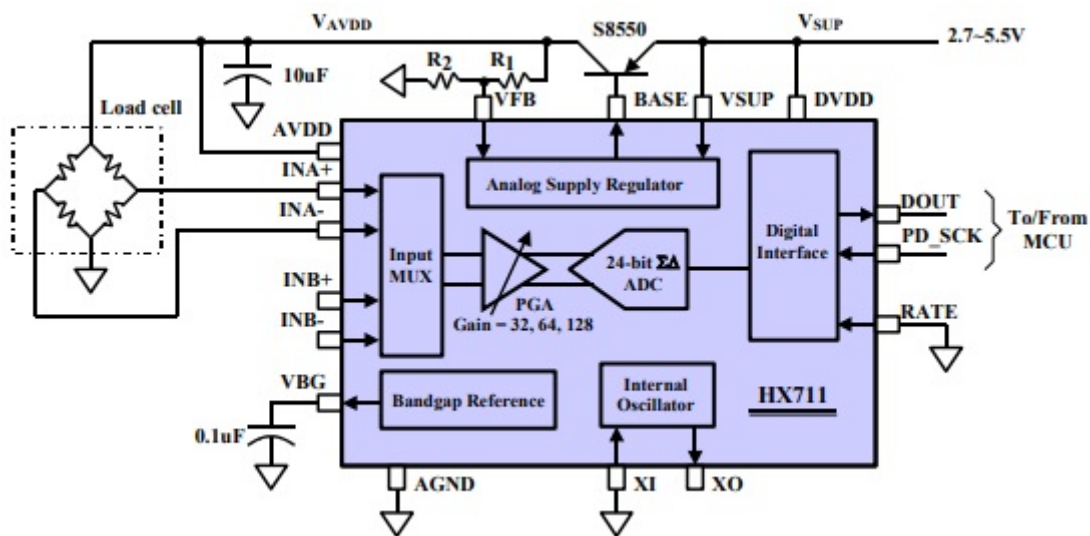 V_AVDD
S8550
V_SUP
2.7~5.5V
10uF
R2
R1
VFB
BASE
VSUP
DVDD
Load cell
AVDD
INA+
INA-
INB+
INB-
VBG
0.1uF
Analog Supply Regulator
Input
MUX
PGA
Gain = 32, 64, 128
24-bit ΣΔ
ADC
Digital
Interface
DOUT
PD_SCK
To/From
MCU
RATE
Bandgap Reference
Internal
Oscillator
HX711
AGND
XI
XO